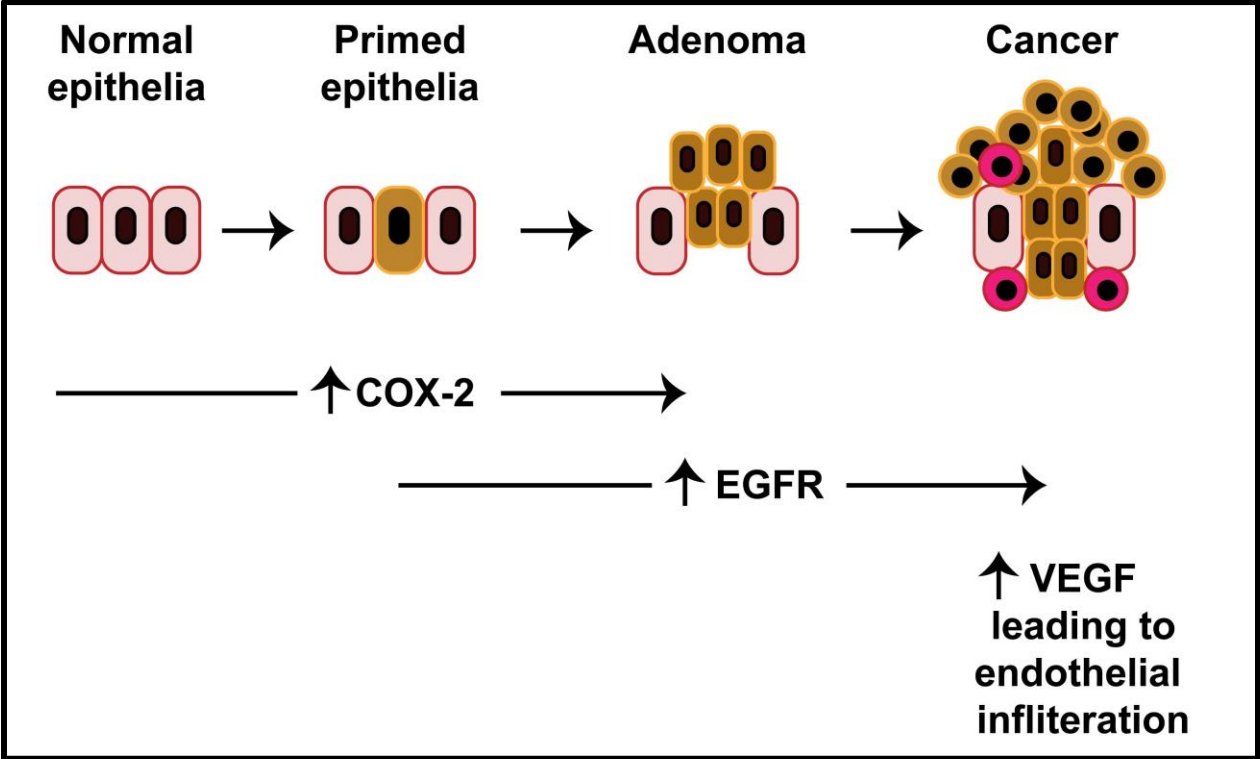 Normal
epithelia
Primed
epithelia
Adenoma
Cancer
COX-2
EGFR
VEGF
leading to
endothelial
infliteration